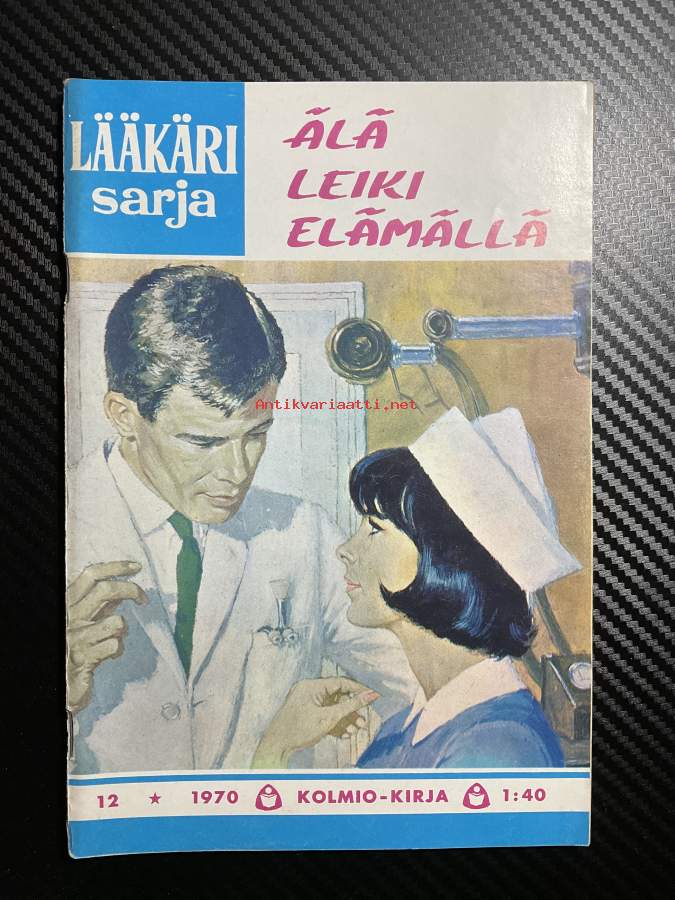 LÄÄKÄRI
sarja
ÄLÄ
LEIKI
ELÄMÄLLÄ
Antikvariaatti.net
12 ★ 1970 KOLMIO-KIRJA 1:40